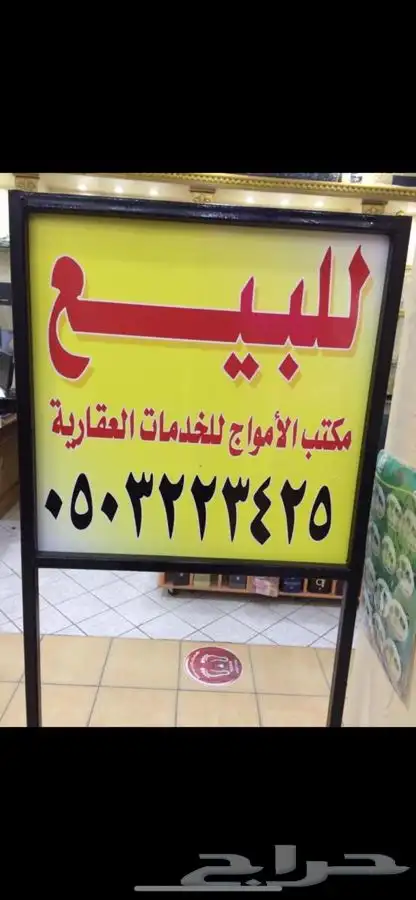 للبيع
مكتب الأمواج للخدمات العقارية
٠٥٠٣٢٢٣٤٢٥
حراج